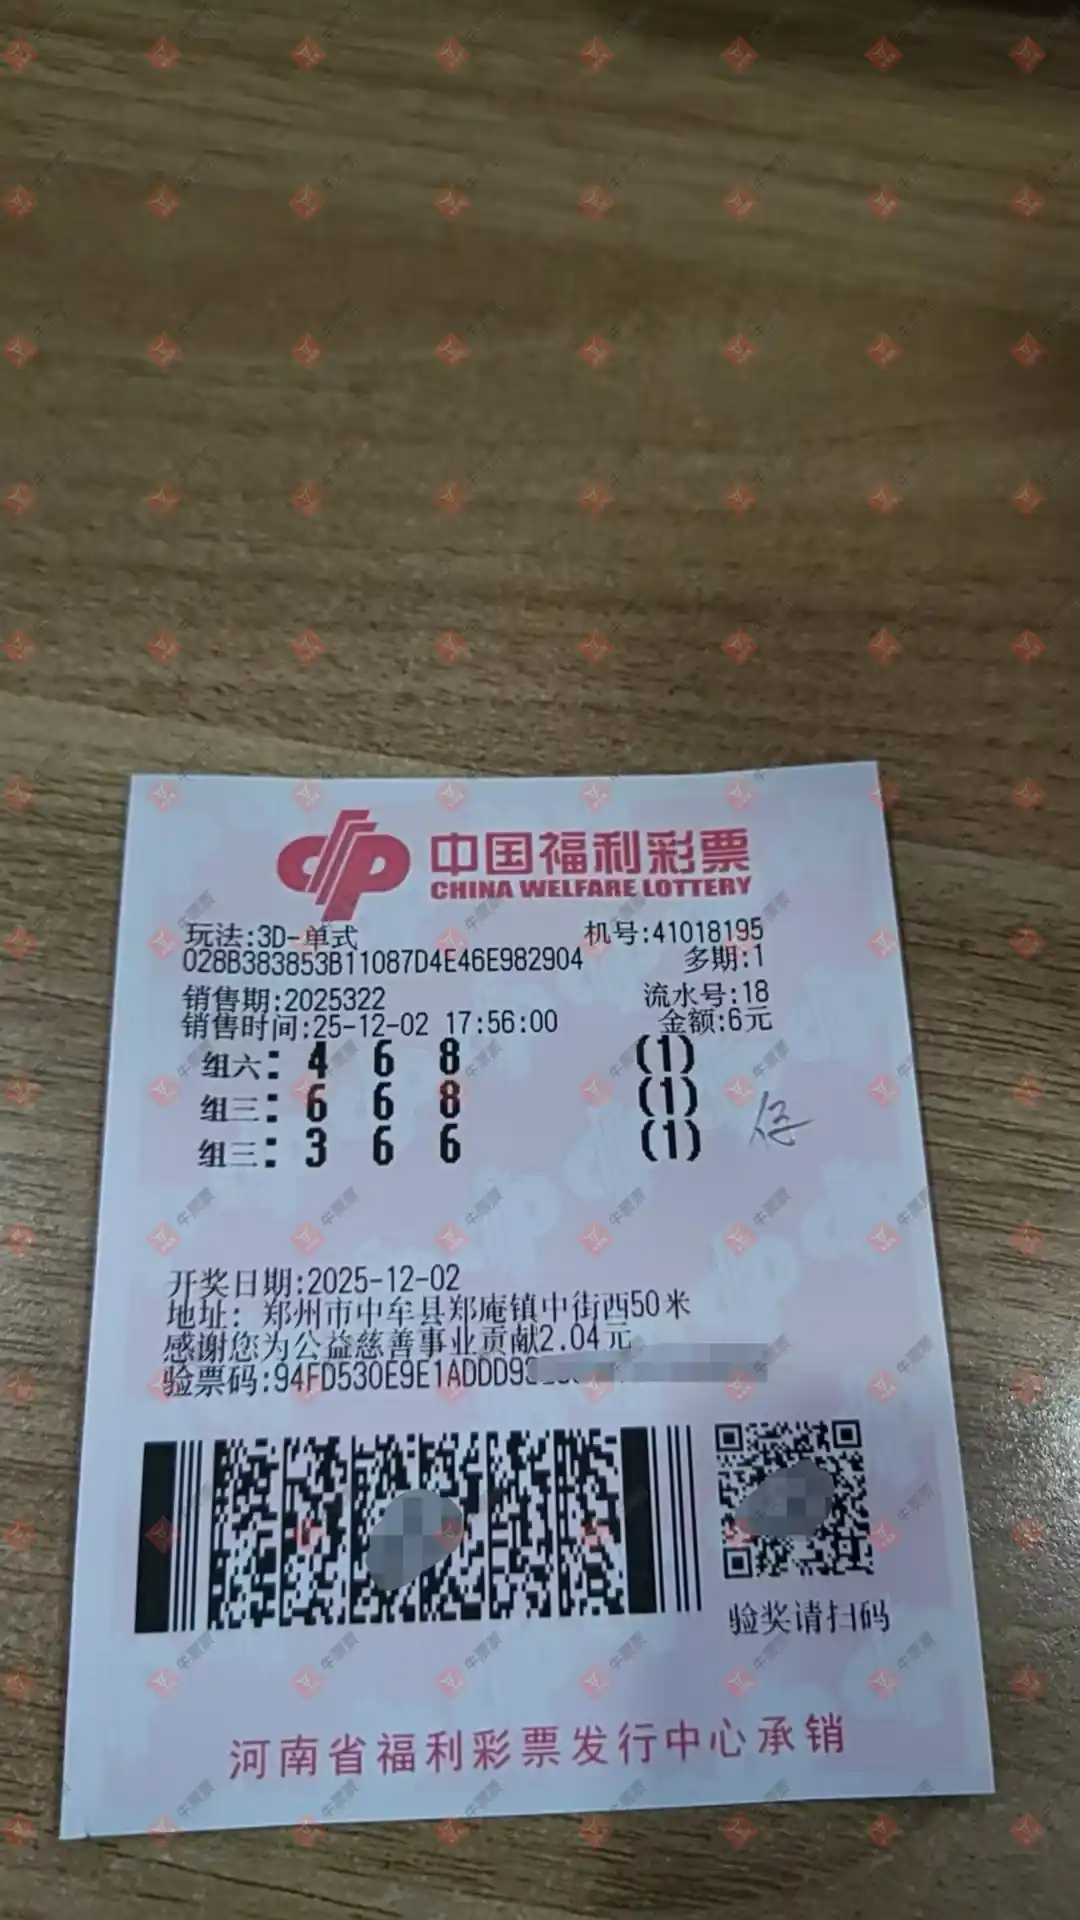 中国福利彩票
CHINA WELFARE LOTTERY
玩法:3D-单式 机号:41018195
028B383853B11087D4E46E982904 多期:1
销售期:2025322 流水号:18
销售时间:25-12-02 17:56:00 金额:6元
组六: 4 6 8 (1)
组三: 6 6 8 (1)
组三: 3 6 6 (1)
开奖日期:2025-12-02
地址: 郑州市中牟县郑庵镇中街西50米
感谢您为公益慈善事业贡献2.04元
验票码:94FD530E9E1ADDD9
验奖请扫码
河南省福利彩票发行中心承销